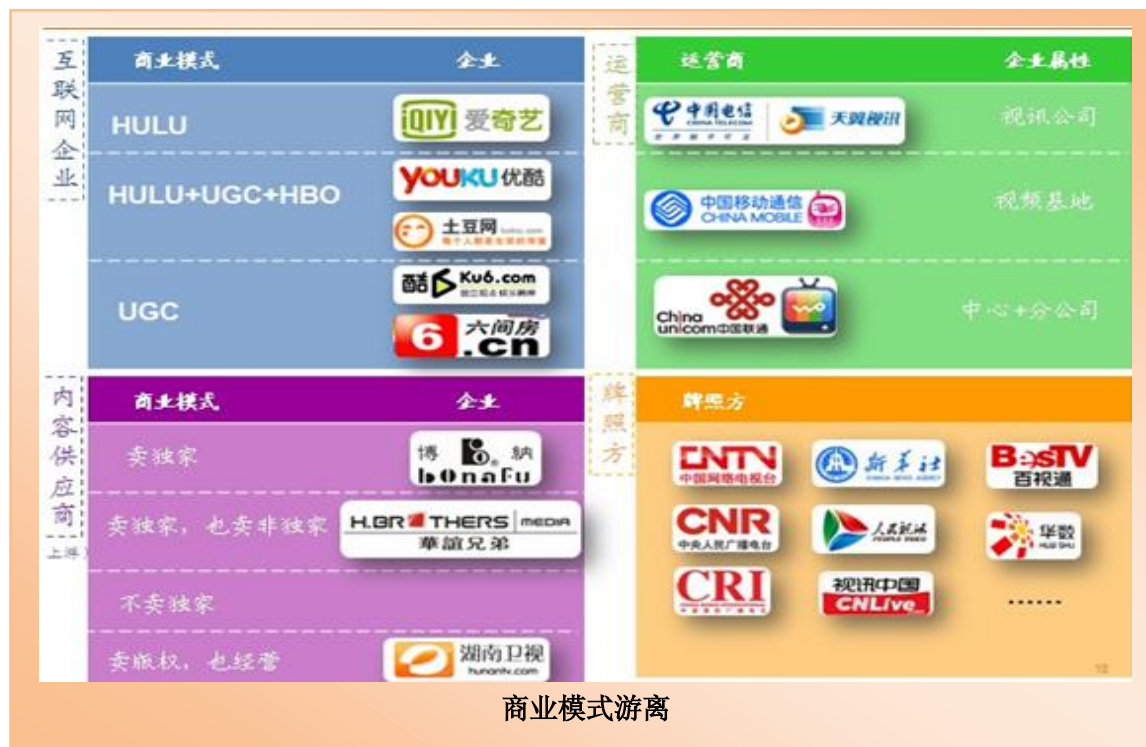 互联网企业
商业模式 企业
HULU
QIY 爱奇艺
HULU+UGC+HBO
YOUKU 优酷
土豆网
UGC
酷6 Ku6.com
6 六间房
.cn
运营商
运营商 企业属性
中国电信 CHINA TELECOM 天翼视讯
视讯公司
中国移动通信
CHINA MOBILE
视频基地
China
unicom中国联通
中心+分公司
内容供应商
上游）
商业模式 企业
卖独家
博 纳
bonaFu
卖独家，也卖非独家
H.BROTHERS MEDIA
華誼兄弟
不卖独家
卖版权，也经营
湖南卫视
hunantv.com
牌照方
牌照方
CNTV
中国网络电视台
新华社
BesTV
百视通
CNR
中央人民广播电台
人民视讯
PEOPLE VIDEO
华数
CRI
视讯中国
CNLive
······
商业模式游离